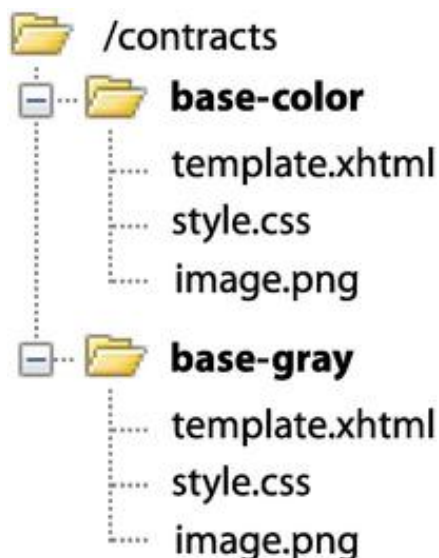 /contracts
base-color
template.xhtml
style.css
image.png
base-gray
template.xhtml
style.css
image.png